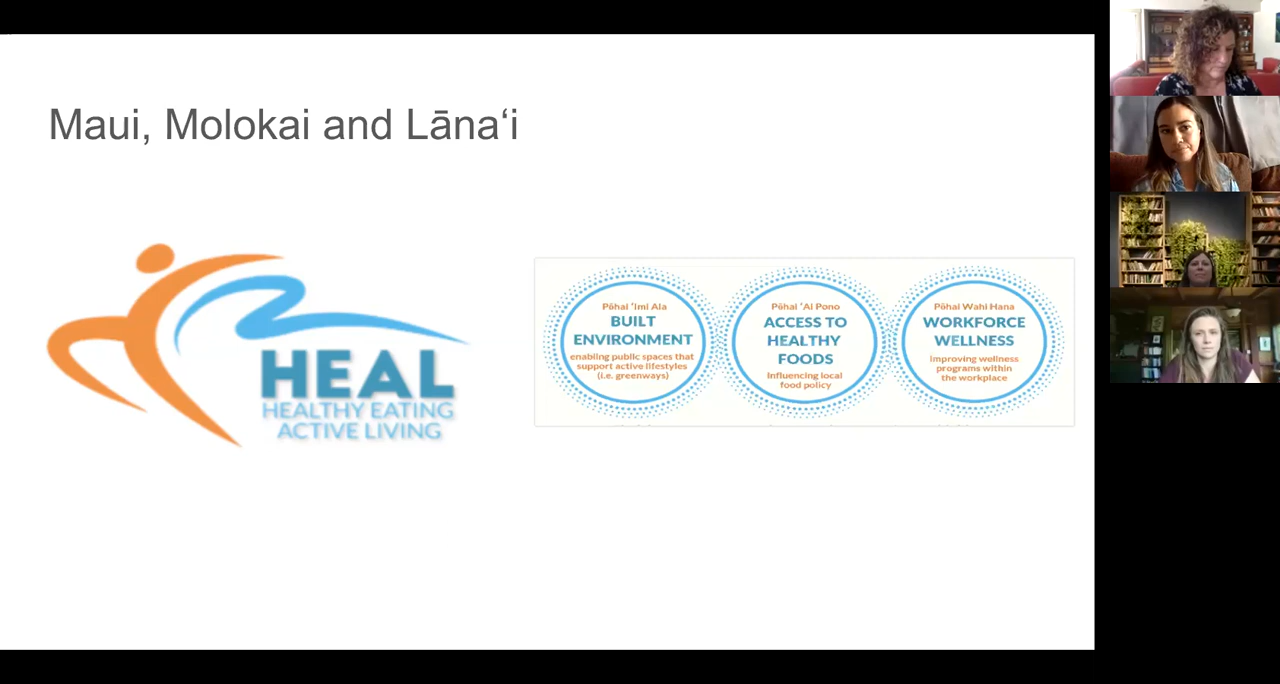 Maui, Molokai and Lānaʻi
HEAL
HEALTHY EATING
ACTIVE LIVING
Pōhai ʻImi Ala
BUILT
ENVIRONMENT
enabling public spaces that
support active lifestyles
(i.e. greenways)
Pōhai ʻAi Pono
ACCESS TO
HEALTHY
FOODS
Influencing local
food policy
Pōhai Wahi Hana
WORKFORCE
WELLNESS
Improving wellness
programs within
the workplace